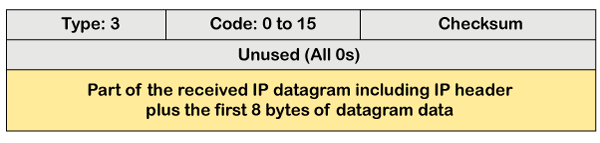 Type: 3 Code: 0 to 15 Checksum
Unused (All 0s)
Part of the received IP datagram including IP header
plus the first 8 bytes of datagram data